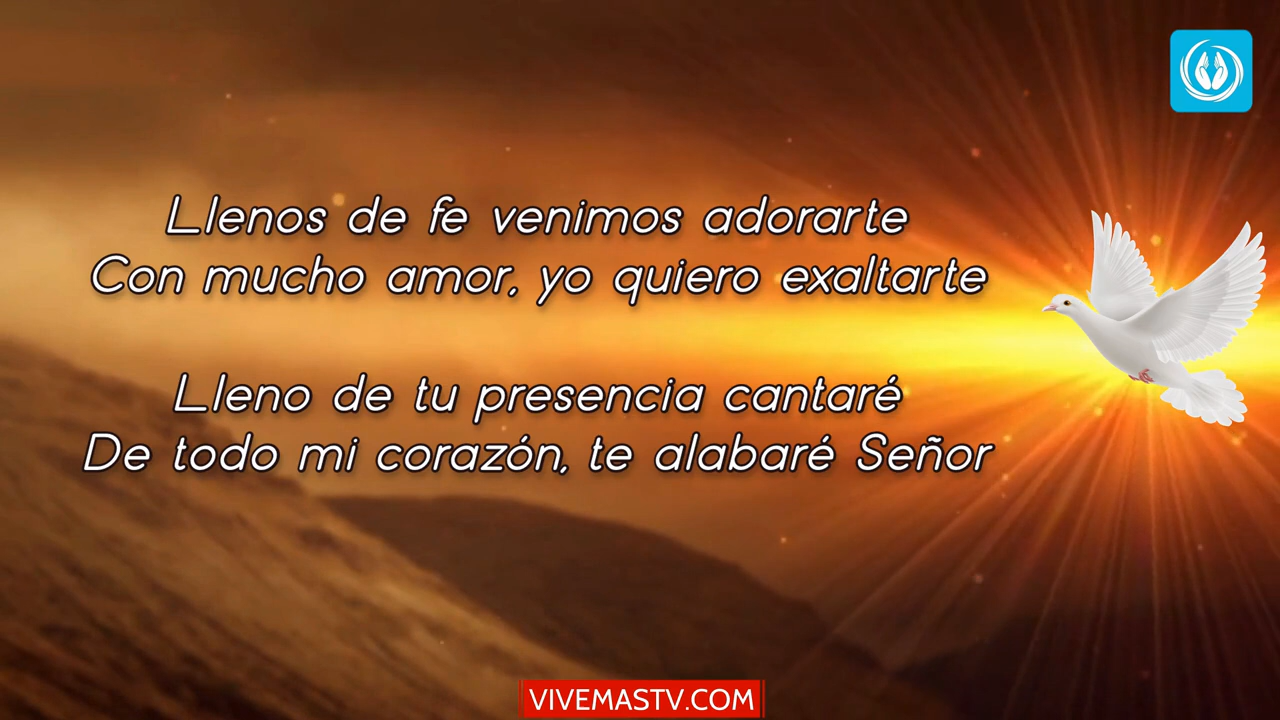 Llenos de fe venimos adorarte
Con mucho amor, yo quiero exaltarte
Lleno de tu presencia cantaré
De todo mi corazón, te alabaré Señor
VIVEMASTV.COM